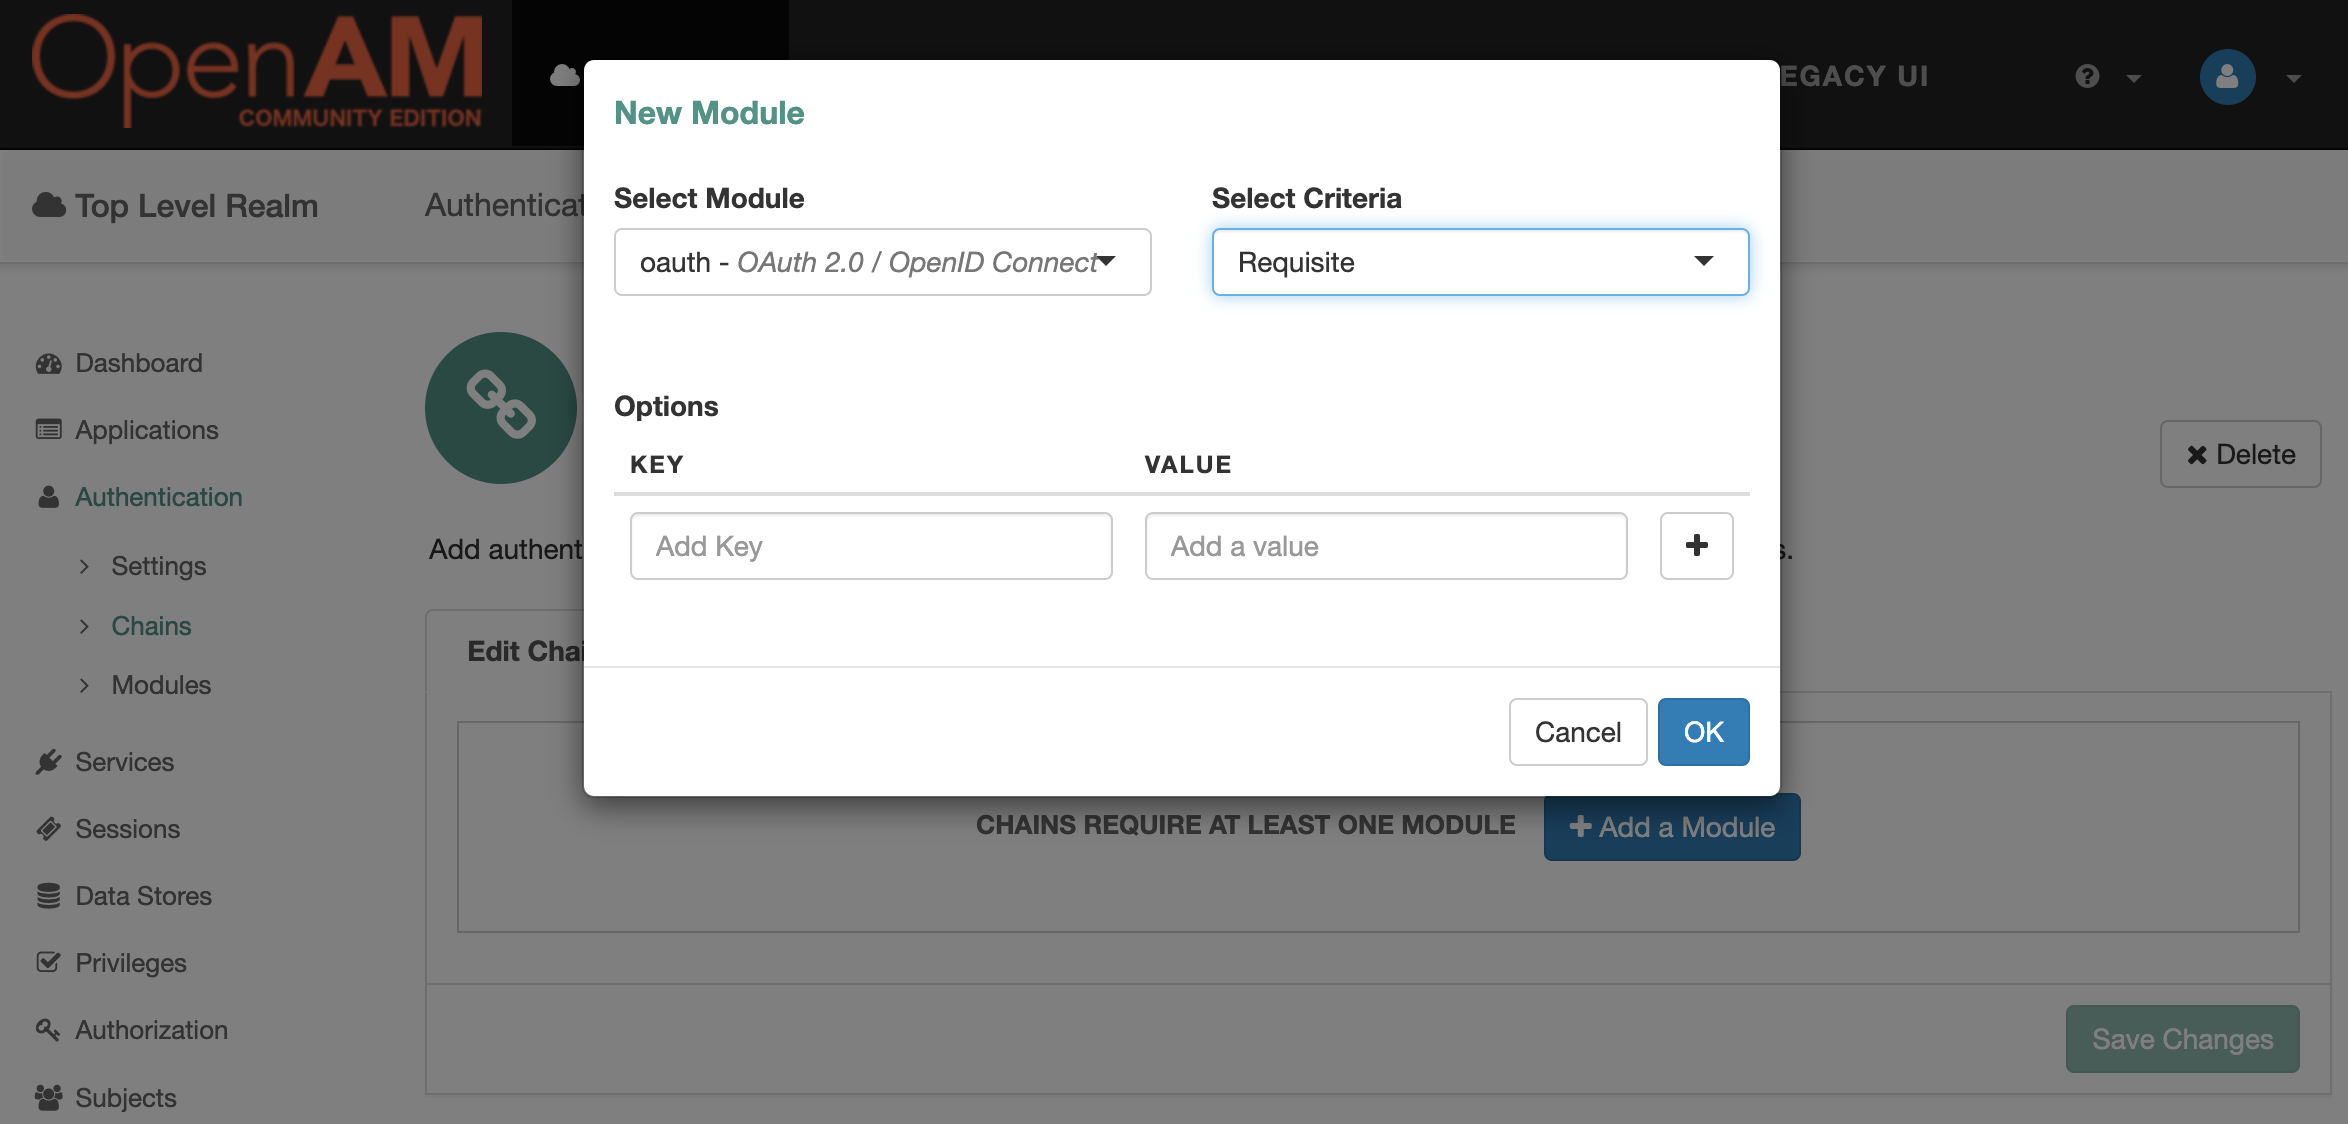 OpenAM
COMMUNITY EDITION
EGACY UI
Top Level Realm
Authenticat
New Module
Select Module
Select Criteria
oauth - OAuth 2.0 / OpenID Connect
Requisite
Options
KEY
VALUE
Add Key
Add a value
Cancel
OK
Dashboard
Applications
Authentication
Settings
Chains
Modules
Services
Sessions
Data Stores
Privileges
Authorization
Subjects
Delete
Add authent
s.
Edit Chai
CHAINS REQUIRE AT LEAST ONE MODULE
Add a Module
Save Changes